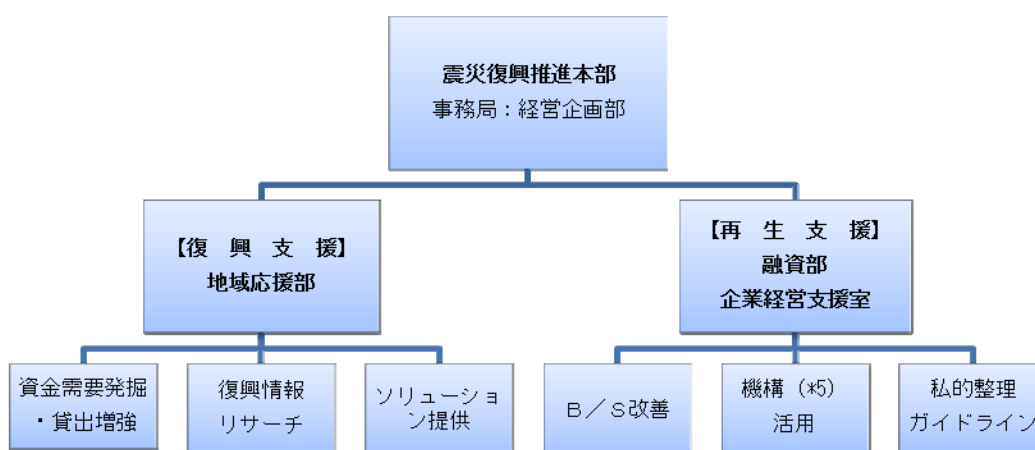 震災復興推進本部
事務局：経営企画部
【復　興　支　援】
地域応援部
【再　生　支　援】
融資部
企業経営支援室
資金需要発掘
・貸出増強
復興情報
リサーチ
ソリューショ
ン提供
Ｂ／Ｓ改善
機構（*5）
活用
私的整理
ガイドライン